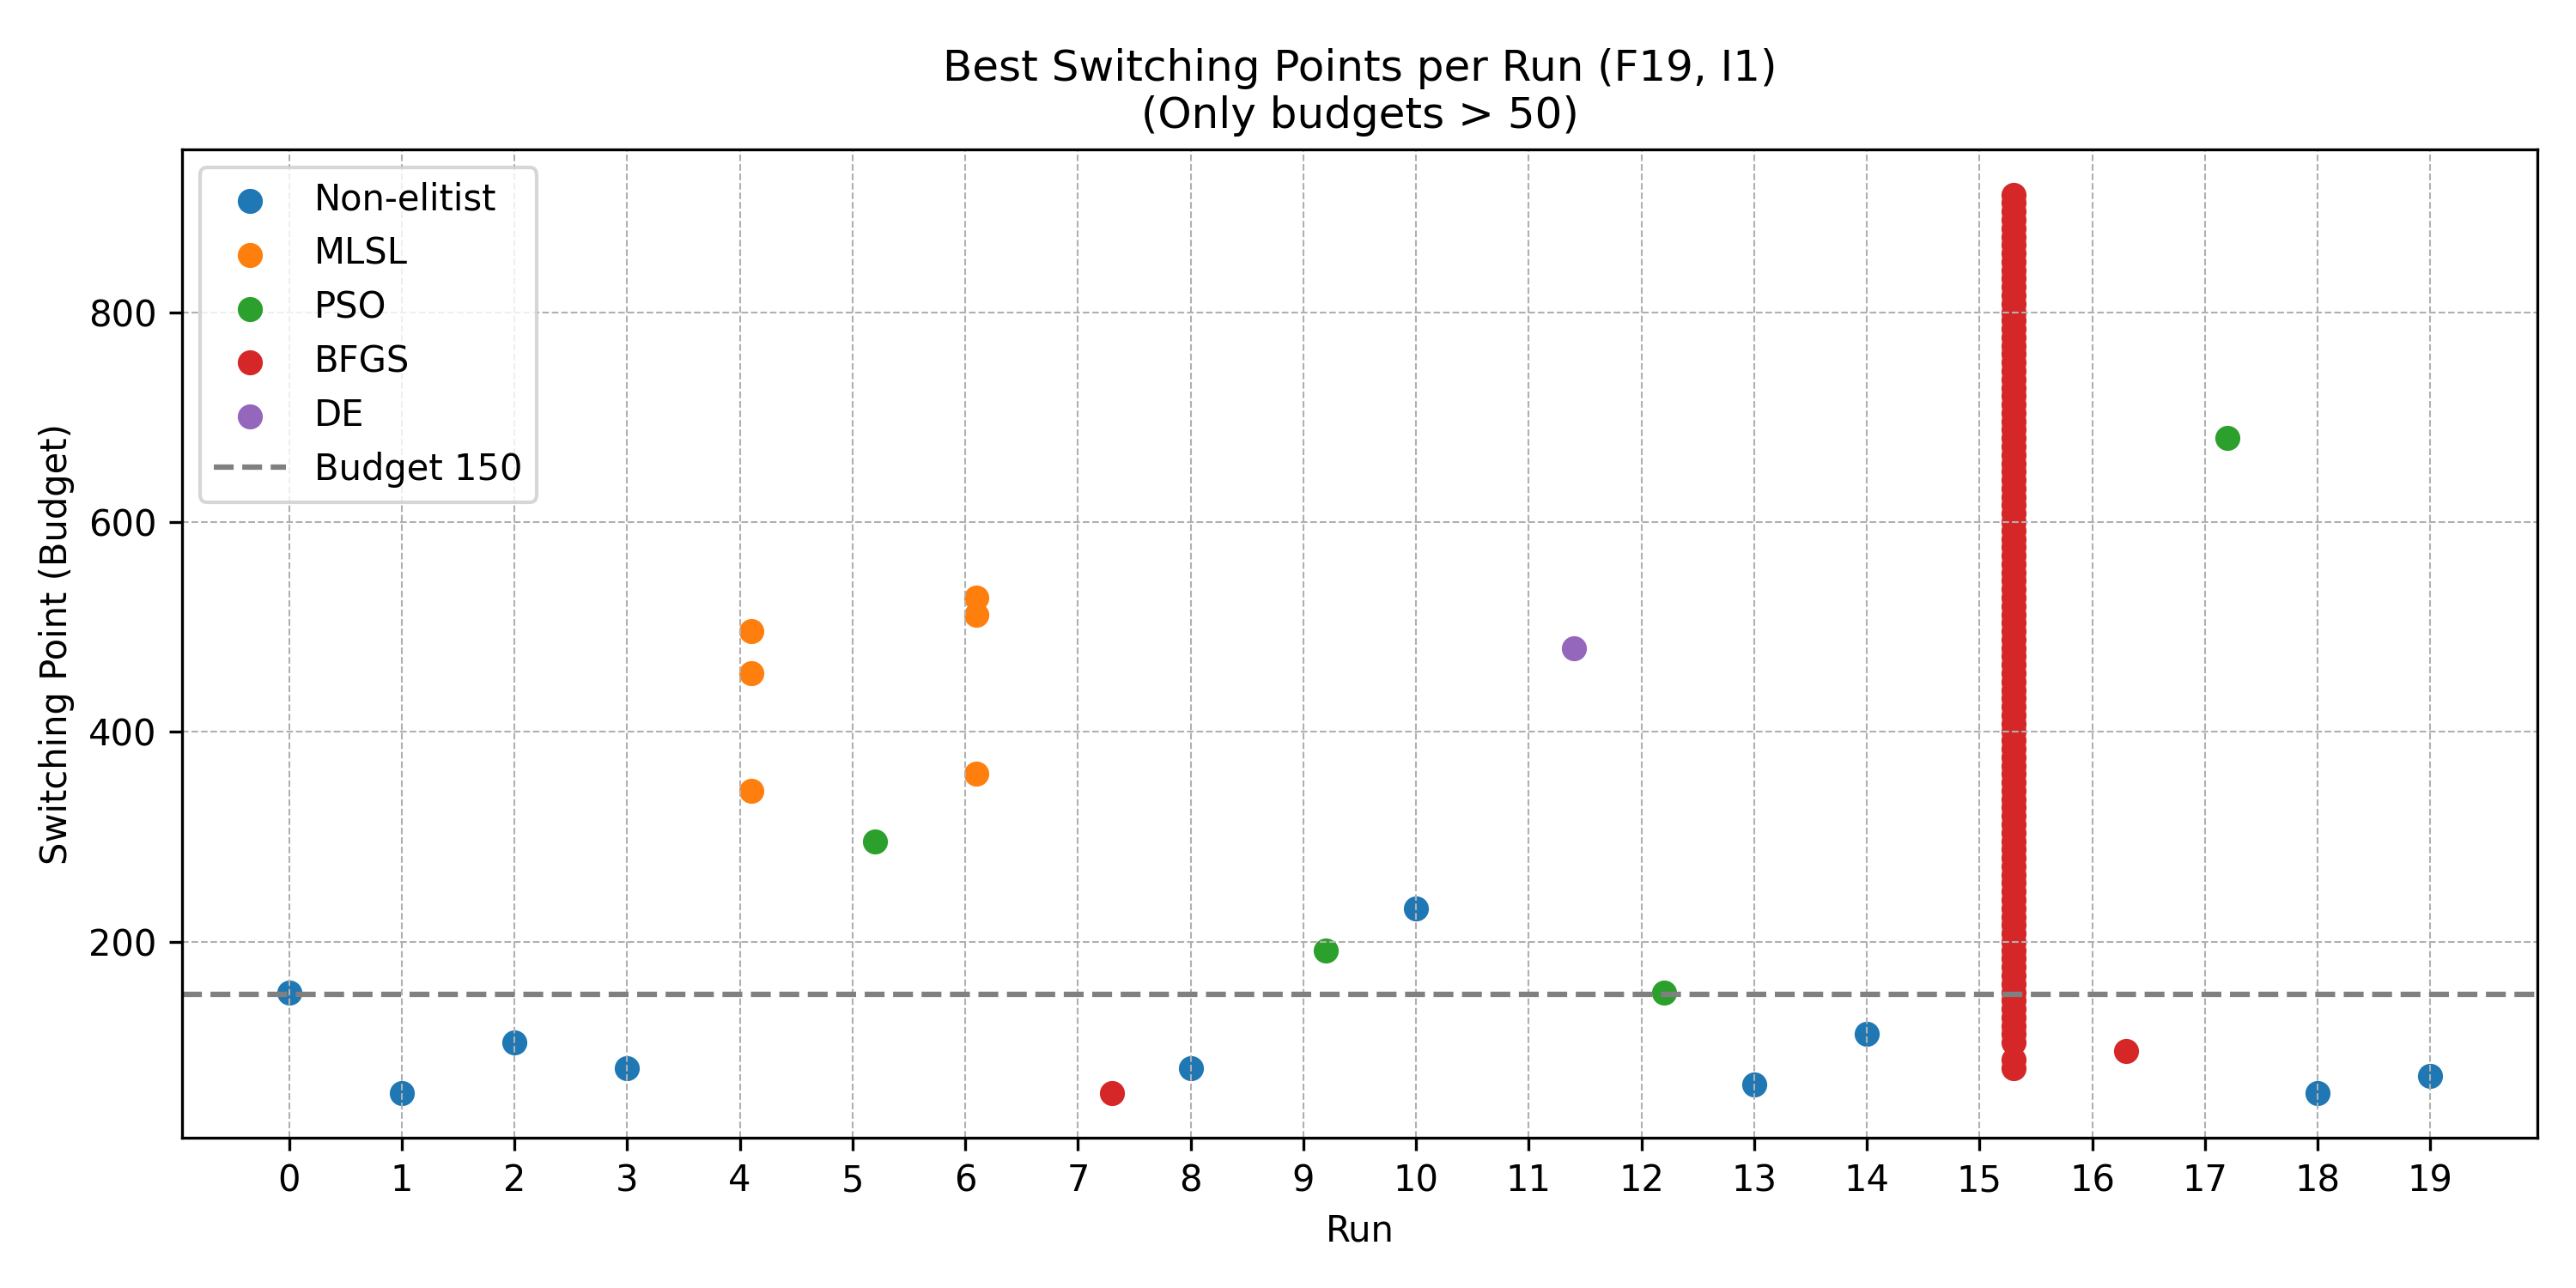 Best Switching Points per Run (F19, I1)
(Only budgets > 50)
Non-elitist
MLSL
PSO
BFGS
DE
Budget 150
Switching Point (Budget)
800
600
400
200
0 1 2 3 4 5 6 7 8 9 10 11 12 13 14 15 16 17 18 19
Run